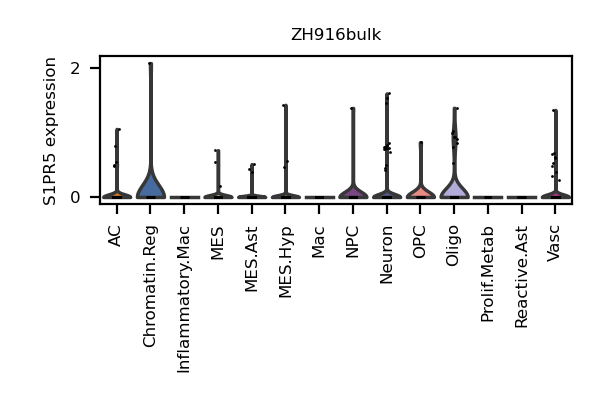 ZH916bulk
S1PR5 expression
2
0
AC
Chromatin.Reg
Inflammatory.Mac
MES
MES.Ast
MES.Hyp
Mac
NPC
Neuron
OPC
Oligo
Prolif.Metab
Reactive.Ast
Vasc